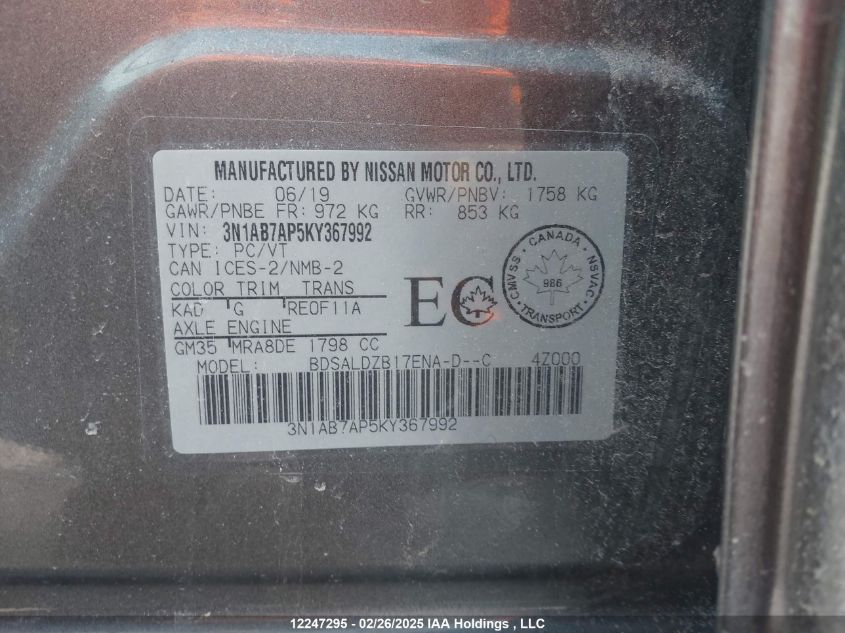 MANUFACTURED BY NISSAN MOTOR CO., LTD.
DATE: 06/19 GVWR/PNBV: 1758 KG
GAWR/PNBE FR: 972 KG RR: 853 KG
VIN: 3N1AB7AP5KY367992
TYPE: PC/VT
CAN ICES-2/NMB-2
COLOR TRIM TRANS
KAD G RE0F11A
AXLE ENGINE
GM35 MRA8DE 1798 CC
EC
CANADA
CMVSS 986 NSVAC
TRANSPORT
MODEL: BDSALDZB17ENA-D--C 4Z000
3N1AB7AP5KY367992
12247295 - 02/26/2025 IAA Holdings , LLC